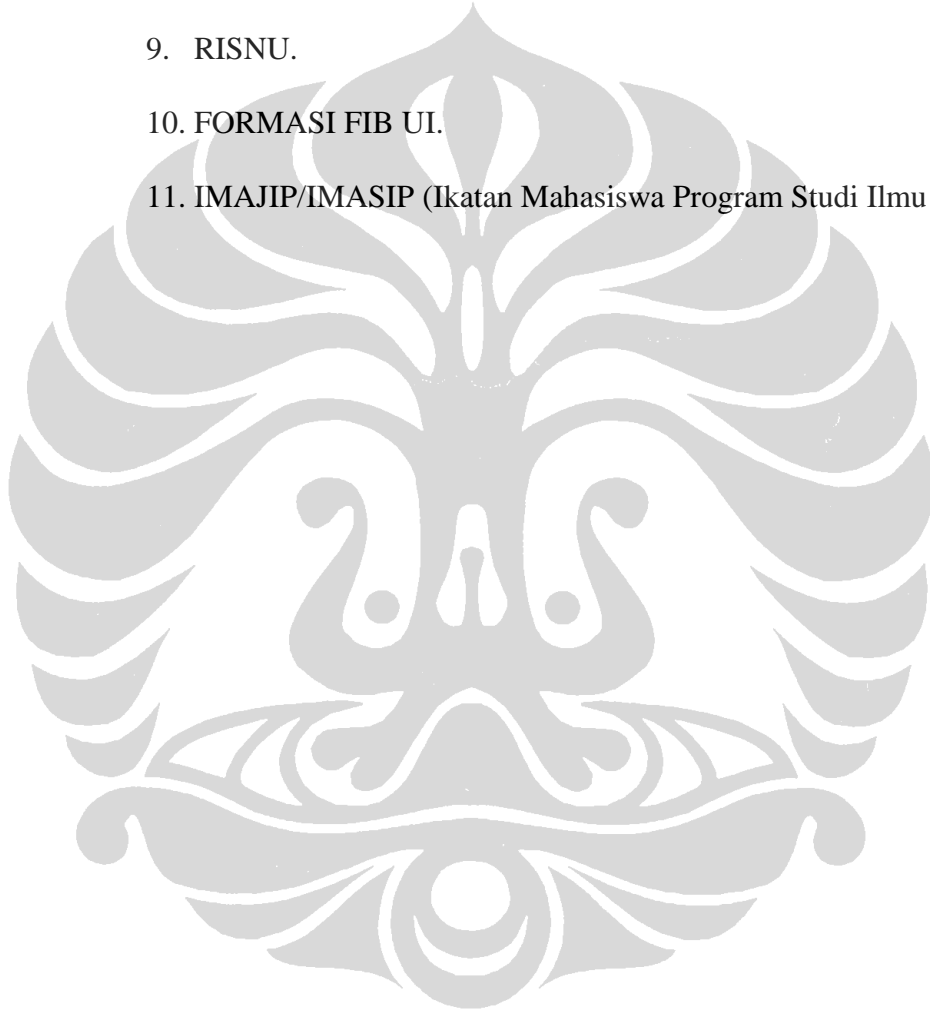 9. RISNU.
10. FORMASI FIB UI.
11. IMAJIP/IMASIP (Ikatan Mahasiswa Program Studi Ilmu